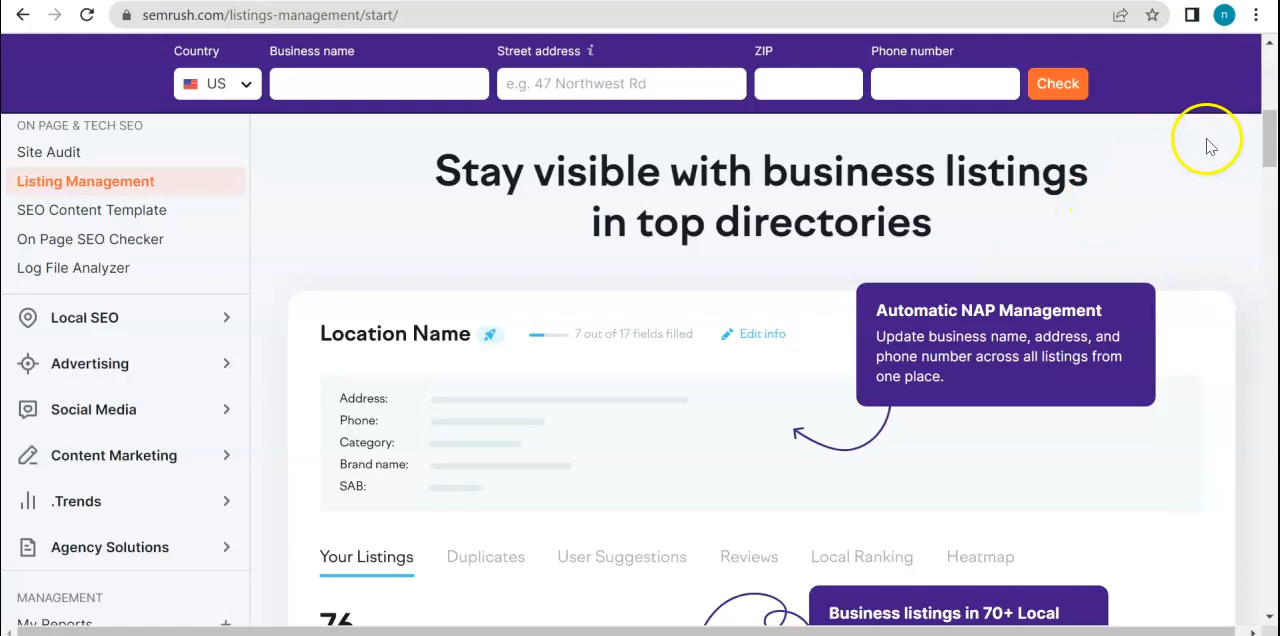 semrush.com/listings-management/start/
n
Country
Business name
Street address i
ZIP
Phone number
US
e.g. 47 Northwest Rd
Check
ON PAGE & TECH SEO
Site Audit
Listing Management
SEO Content Template
On Page SEO Checker
Log File Analyzer
Local SEO
Advertising
Social Media
Content Marketing
.Trends
Agency Solutions
MANAGEMENT
My Reports
Stay visible with business listings
in top directories
Location Name
7 out of 17 fields filled
Edit info
Automatic NAP Management
Update business name, address, and
phone number across all listings from
one place.
Address:
Phone:
Category:
Brand name:
SAB:
Your Listings
Duplicates
User Suggestions
Reviews
Local Ranking
Heatmap
76
Business listings in 70+ Local